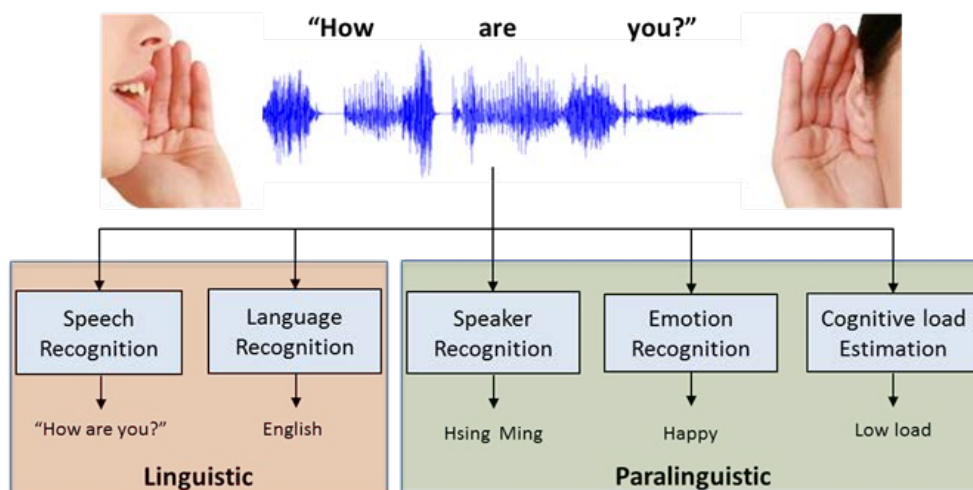 “How are you?”
Speech
Recognition
Language
Recognition
Speaker
Recognition
Emotion
Recognition
Cognitive load
Estimation
“How are you?”
English
Hsing Ming
Happy
Low load
Linguistic
Paralinguistic